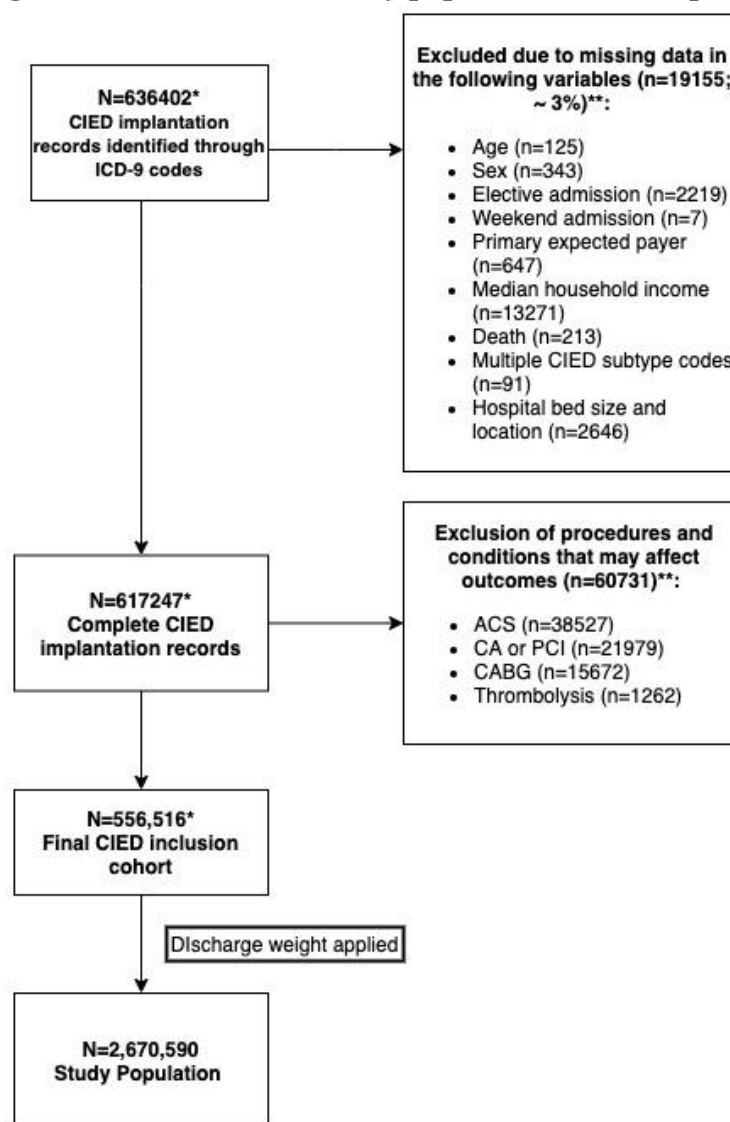 N=636402*
CIED implantation
records identified through
ICD-9 codes
Excluded due to missing data in
the following variables (n=19155;
~ 3%)**:
• Age (n=125)
• Sex (n=343)
• Elective admission (n=2219)
• Weekend admission (n=7)
• Primary expected payer
(n=647)
• Median household income
(n=13271)
• Death (n=213)
• Multiple CIED subtype codes
(n=91)
• Hospital bed size and
location (n=2646)
N=617247*
Complete CIED
implantation records
Exclusion of procedures and
conditions that may affect
outcomes (n=60731)**:
• ACS (n=38527)
• CA or PCI (n=21979)
• CABG (n=15672)
• Thrombolysis (n=1262)
N=556,516*
Final CIED inclusion
cohort
DIscharge weight applied
N=2,670,590
Study Population